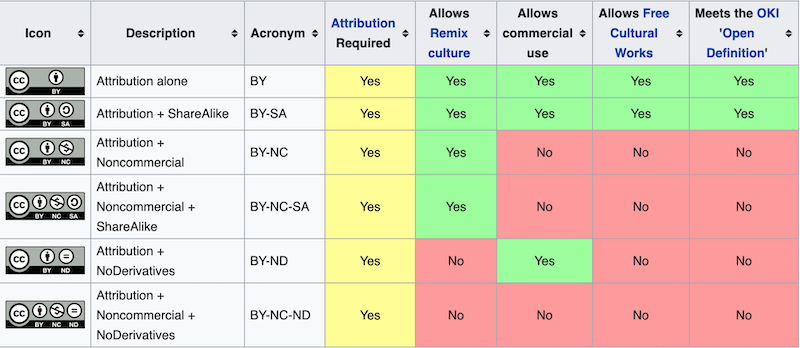 Icon Description Acronym Attribution Required Allows Remix culture Allows commercial use Allows Free Cultural Works Meets the OKI 'Open Definition'
cc BY Attribution alone BY Yes Yes Yes Yes Yes
cc BY SA Attribution + ShareAlike BY-SA Yes Yes Yes Yes Yes
cc BY NC Attribution + Noncommercial BY-NC Yes Yes No No No
cc BY NC SA Attribution + Noncommercial + ShareAlike BY-NC-SA Yes Yes No No No
cc BY ND Attribution + NoDerivatives BY-ND Yes No Yes No No
cc BY NC ND Attribution + Noncommercial + NoDerivatives BY-NC-ND Yes No No No No